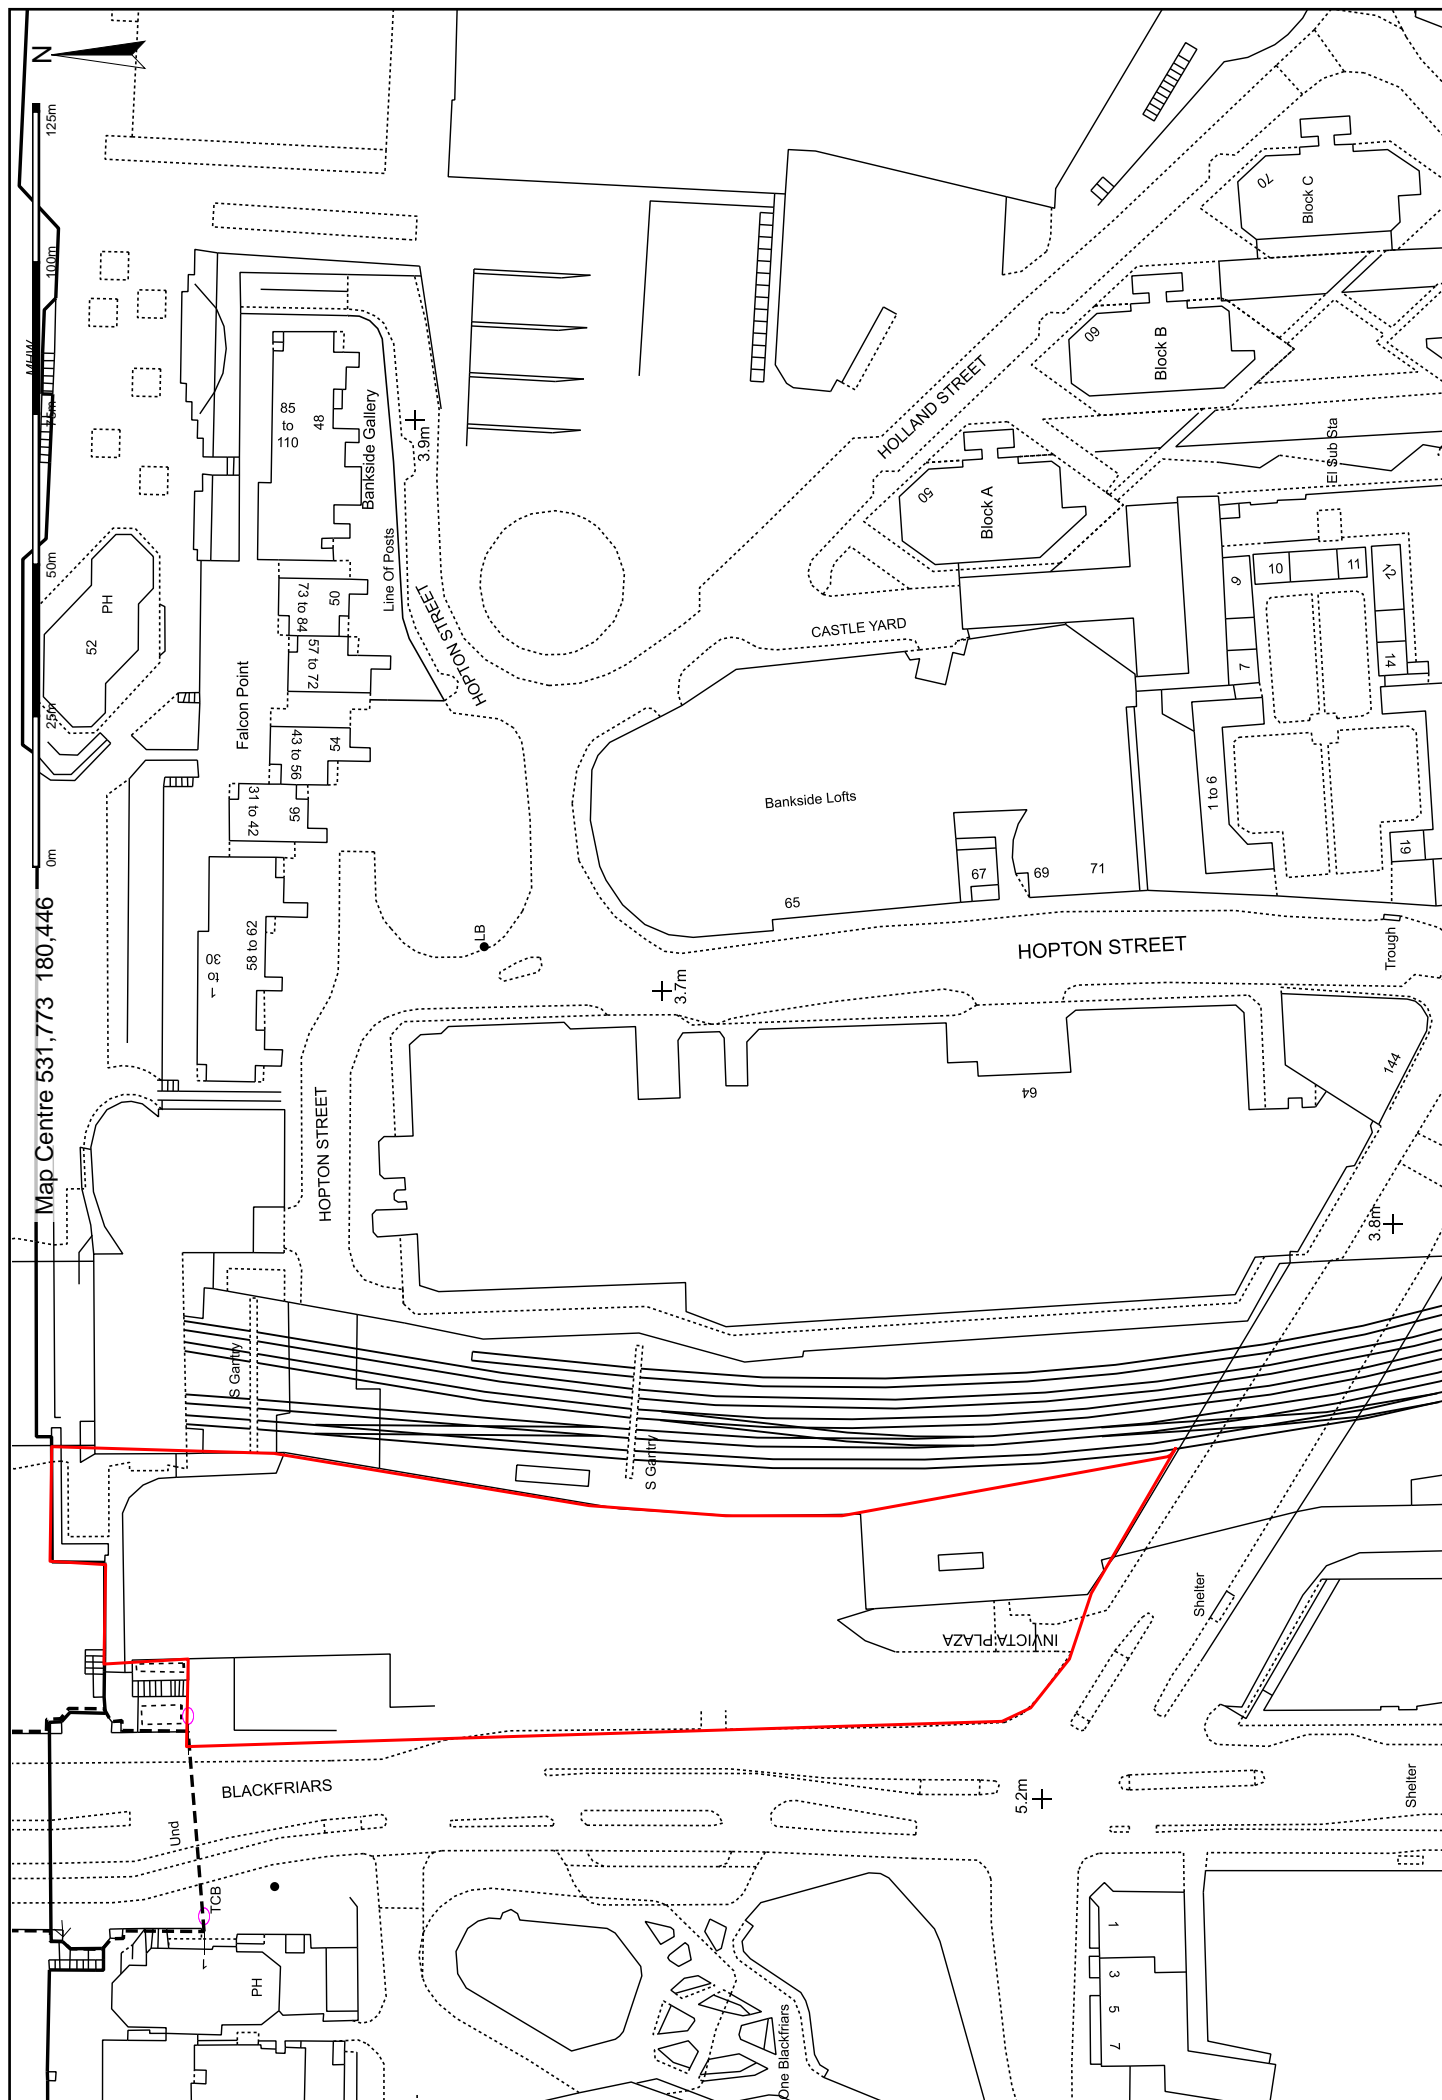 N
125m
100m
75m
50m
25m
0m
Map Centre 531,773 180,446
MHW
PH
52
Falcon Point
85
to
110
48
Bankside Gallery
Line Of Posts
3.9m
73 to 84
50
57 to 72
HOPTON STREET
43 to 56
54
31 to 42
56
58 to 62
1 to 30
LB
3.7m
HOPTON STREET
HOLLAND STREET
CASTLE YARD
Block A
50
Block B
60
Block C
70
El Sub Sta
9
10
11
12
7
14
1 to 6
19
Bankside Lofts
65
67
69
71
HOPTON STREET
Trough
64
144
3.8m
S Gantry
S Gantry
INVICTA PLAZA
Shelter
Shelter
BLACKFRIARS
Und
TCB
1
PH
5.2m
One Blackfriars
1
3
5
7